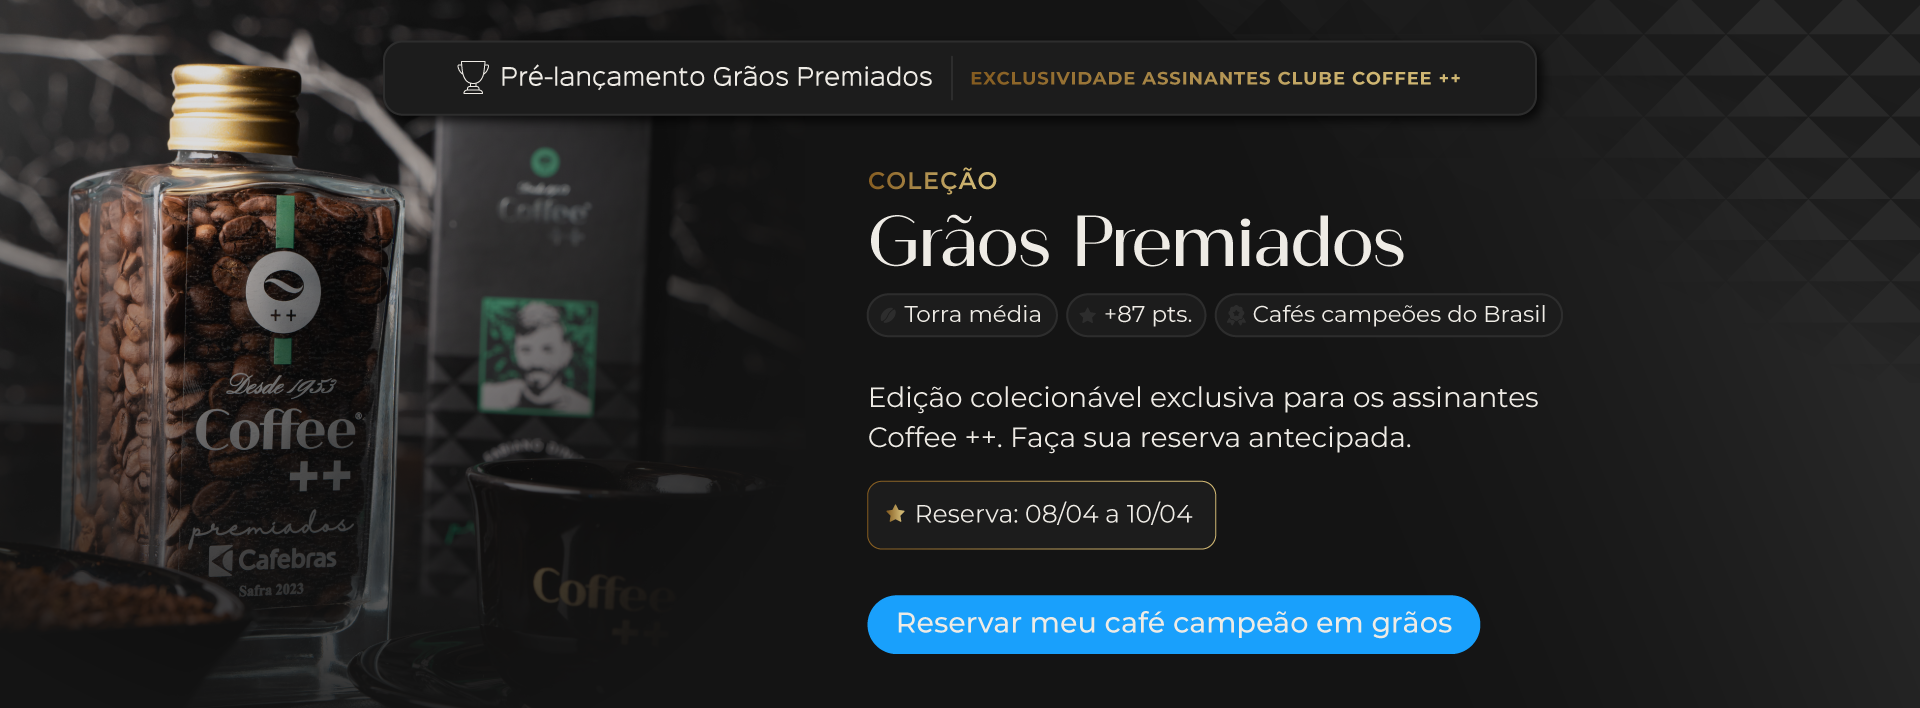 Pré-lançamento Grãos Premiados
EXCLUSIVIDADE ASSINANTES CLUBE COFFEE ++
COLEÇÃO
Grãos Premiados
Torra média
+87 pts.
Cafés campeões do Brasil
Edição colecionável exclusiva para os assinantes
Coffee ++. Faça sua reserva antecipada.
Reserva: 08/04 a 10/04
Reservar meu café campeão em grãos
++
Desde 1953
Coffee®
++
premiados
Cafebras
Safra 2023
Coffee
++
Coffee
++